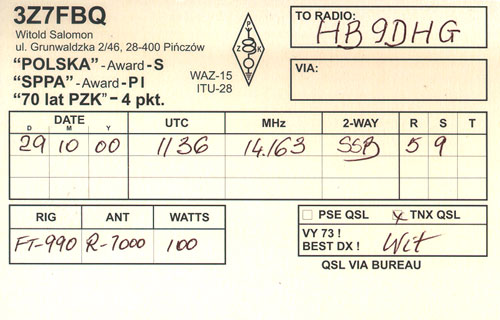 3Z7FBQ
Witold Salomon
ul. Grunwaldzka 2/46, 28-400 Pińczów
"POLSKA"-Award-S
"SPPA"-Award-PI
"70 lat PZK"-4 pkt.
WAZ-15
ITU-28
P
Z K
TO RADIO: HB9DHG
VIA:
DATE UTC MHz 2-WAY R S T
D M Y
29 10 00 1136 14.163 SSB 5 9
RIG ANT WATTS
FT-990 R-7000 100
PSE QSL X TNX QSL
VY 73 !
BEST DX ! Wit
QSL VIA BUREAU